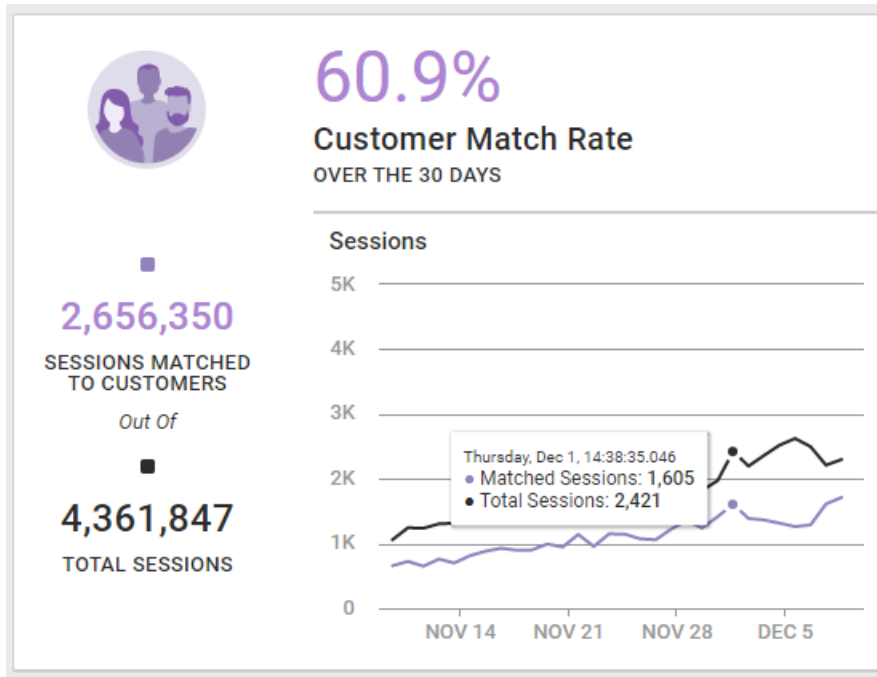 60.9%
Customer Match Rate
OVER THE 30 DAYS
2,656,350
SESSIONS MATCHED
TO CUSTOMERS
Out Of
4,361,847
TOTAL SESSIONS
Sessions
5K
4K
3K
2K
1K
0
Thursday, Dec 1, 14:38:35.046
Matched Sessions: 1,605
Total Sessions: 2,421
NOV 14
NOV 21
NOV 28
DEC 5